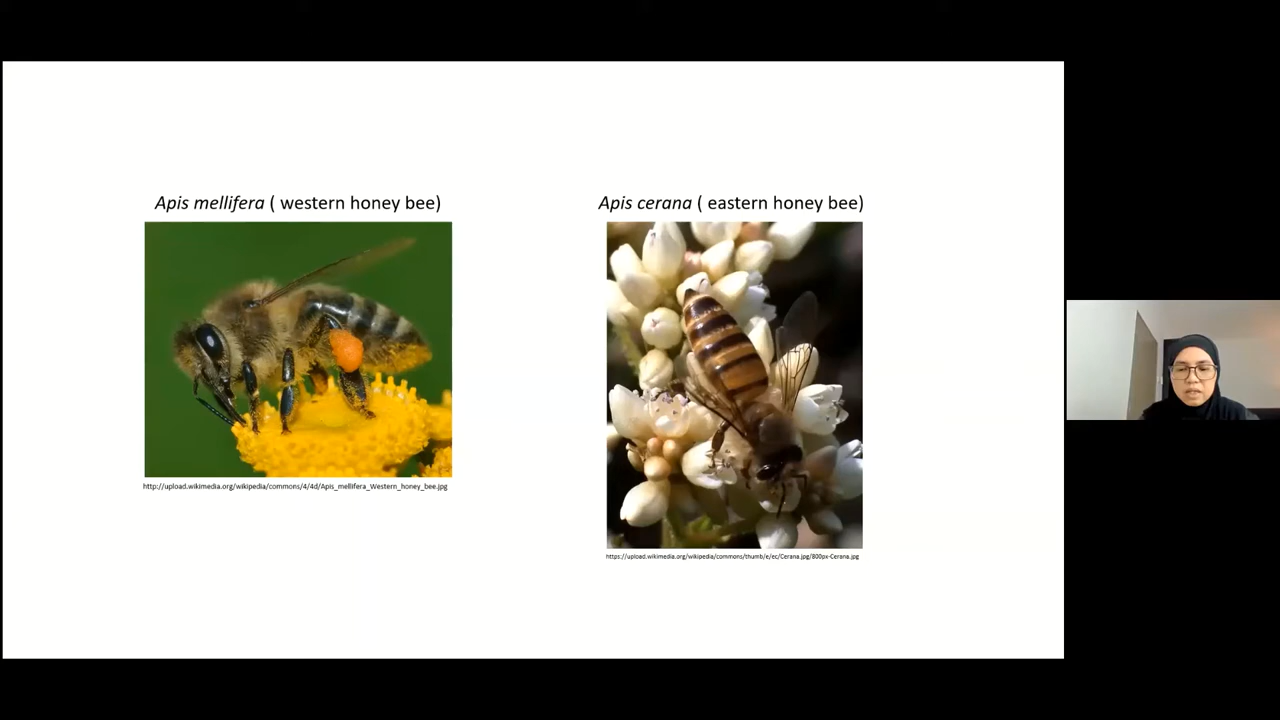 Apis mellifera ( western honey bee)
http://upload.wikimedia.org/wikipedia/commons/4/4d/Apis_mellifera_Western_honey_bee.jpg
Apis cerana ( eastern honey bee)
https://upload.wikimedia.org/wikipedia/commons/thumb/e/ec/Cerana.jpg/800px-Cerana.jpg